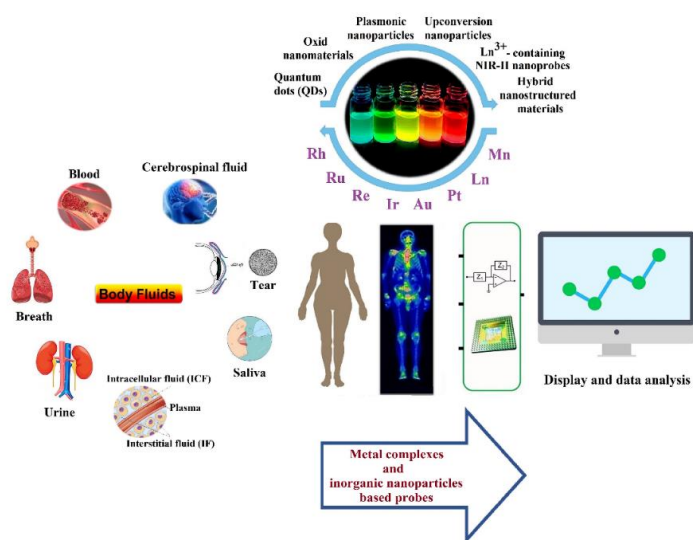 Plasmonic
nanoparticles
Upconversion
nanoparticles
Oxid
nanomaterials
Ln3+- containing
NIR-II nanoprobes
Quantum
dots (QDs)
Hybrid
nanostructured
materials
Rh
Ru
Re
Ir
Au
Pt
Ln
Mn
Blood
Cerebrospinal fluid
Breath
Body Fluids
Tear
Saliva
Urine
Intracellular fluid (ICF)
Plasma
Interstitial fluid (IF)
Z1
Z2
Display and data analysis
Metal complexes
and
inorganic nanoparticles
based probes